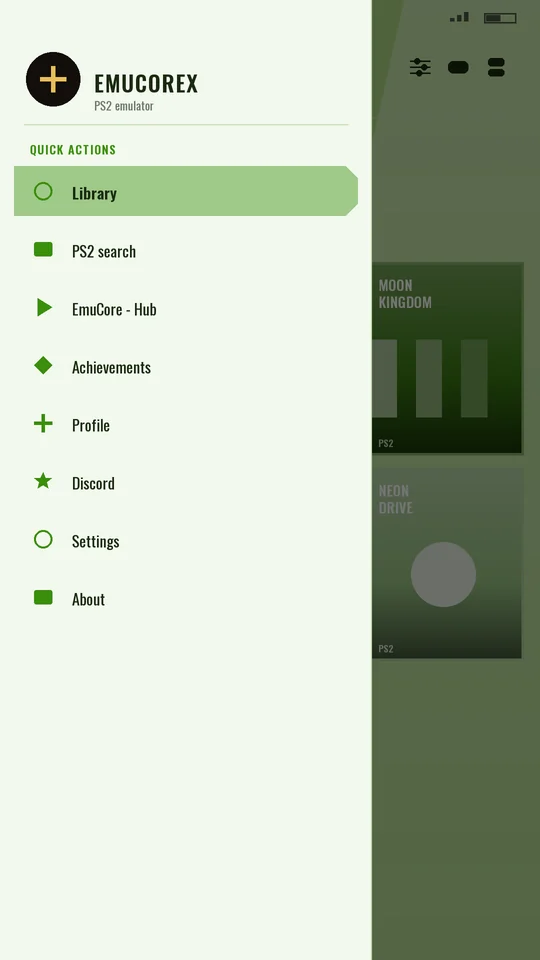 EMUCOREX
PS2 emulator
QUICK ACTIONS
Library
PS2 search
EmuCore - Hub
Achievements
Profile
Discord
Settings
About
MOON
KINGDOM
PS2
NEON
DRIVE
PS2